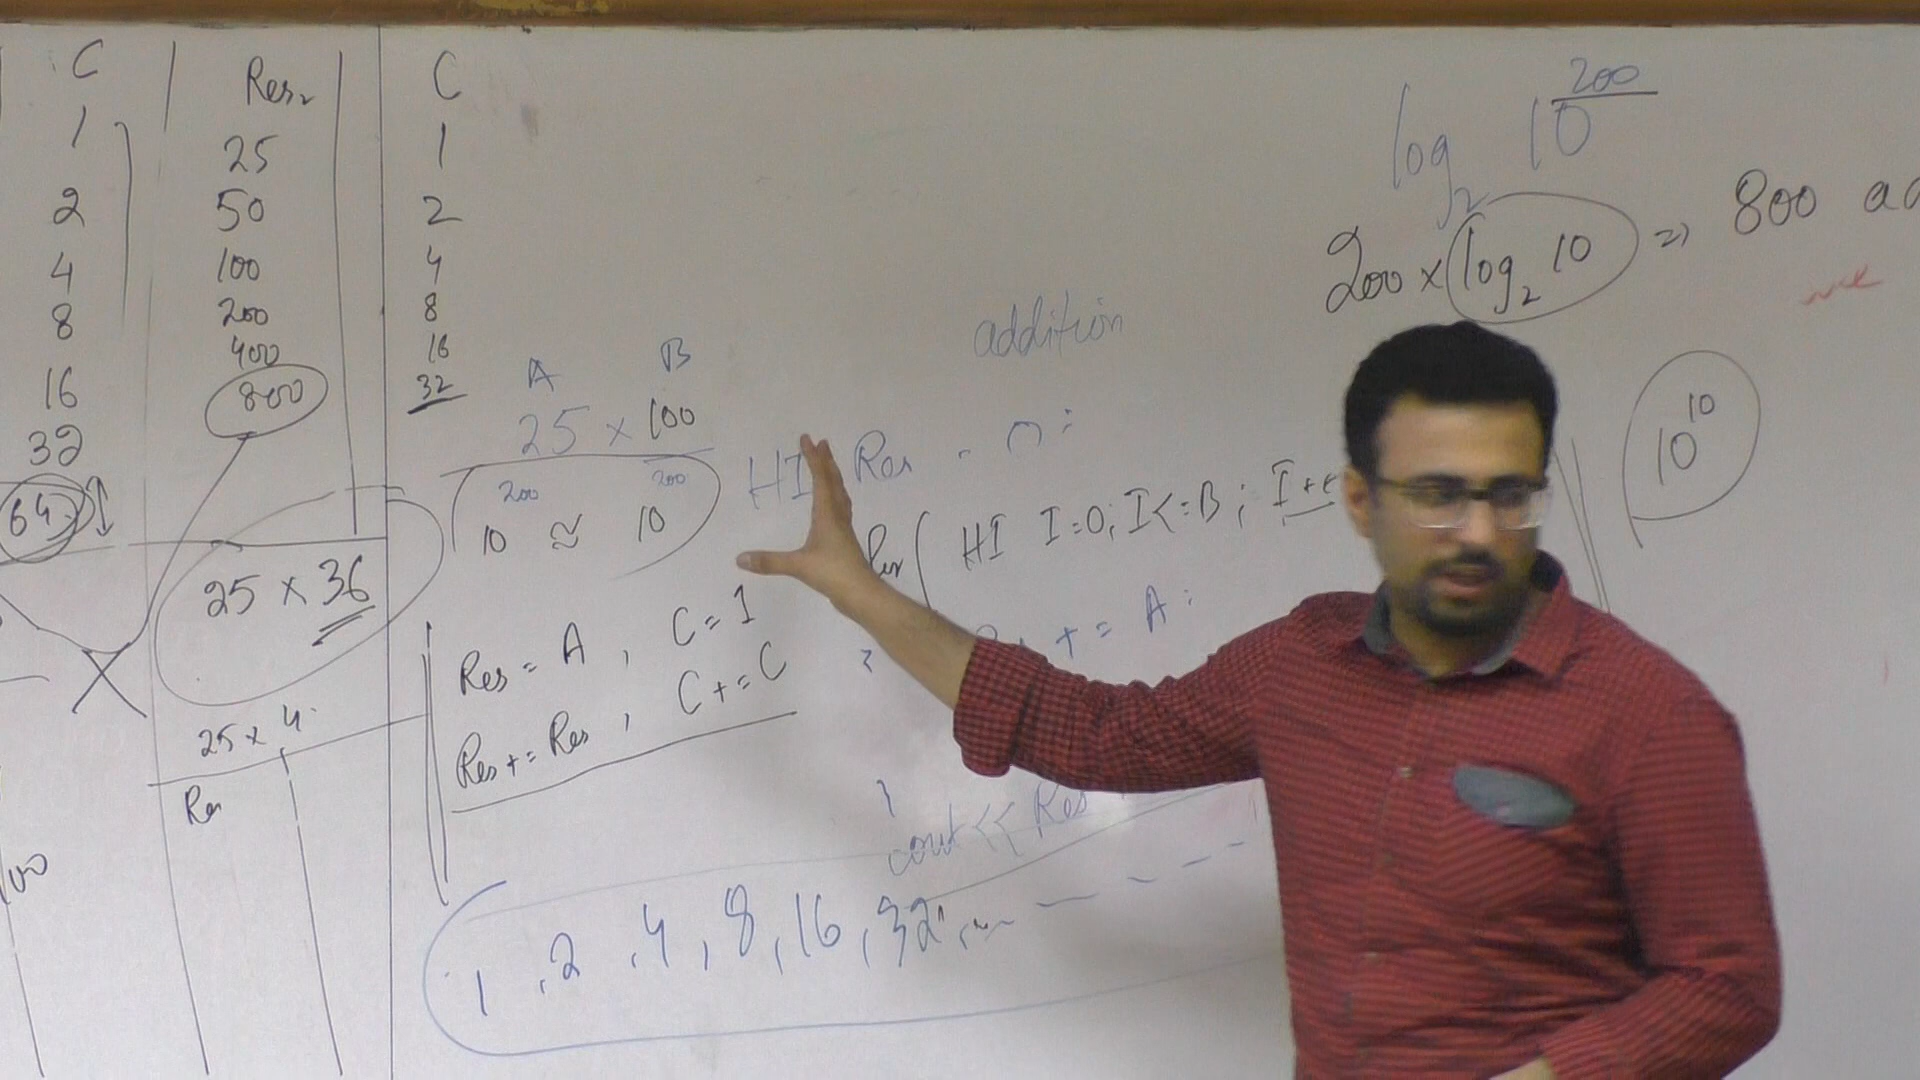 C
1
2
4
8
16
32
64
Res
25
50
100
200
400
800
25 × 36
25 × 4
Res
C
1
2
4
8
16
32
A B
25 × 100
10^200 ≅ 10^200
Res = A , C = 1
Res += Res , C += C
1 , 2 , 4 , 8 , 16 , 32
addition
HI Res
( HI I=0; I<=B; I++
+= A;
}
cout << Res
log₂ 10^200
200 × log₂ 10 => 800 ad
10^10